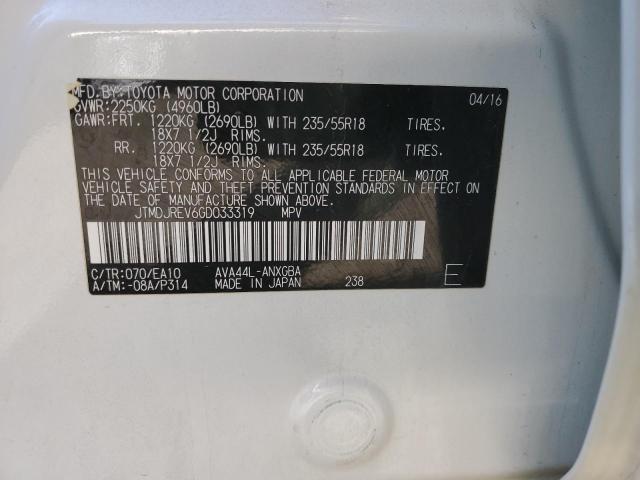 MFD.BY:TOYOTA MOTOR CORPORATION 04/16
GVWR:2250KG (4960LB)
GAWR:FRT. 1220KG (2690LB) WITH 235/55R18 TIRES.
18X7 1/2J RIMS.
RR. 1220KG (2690LB) WITH 235/55R18 TIRES.
18X7 1/2J RIMS.
THIS VEHICLE CONFORMS TO ALL APPLICABLE FEDERAL MOTOR
VEHICLE SAFETY AND THEFT PREVENTION STANDARDS IN EFFECT
ON THE DATE OF MANUFACTURE SHOWN ABOVE.
JTMDJREV6GD033319 MPV
C/TR:070/EA10 AVA44L-ANXGBA
A/TM:-08A/P314 MADE IN JAPAN 238 E